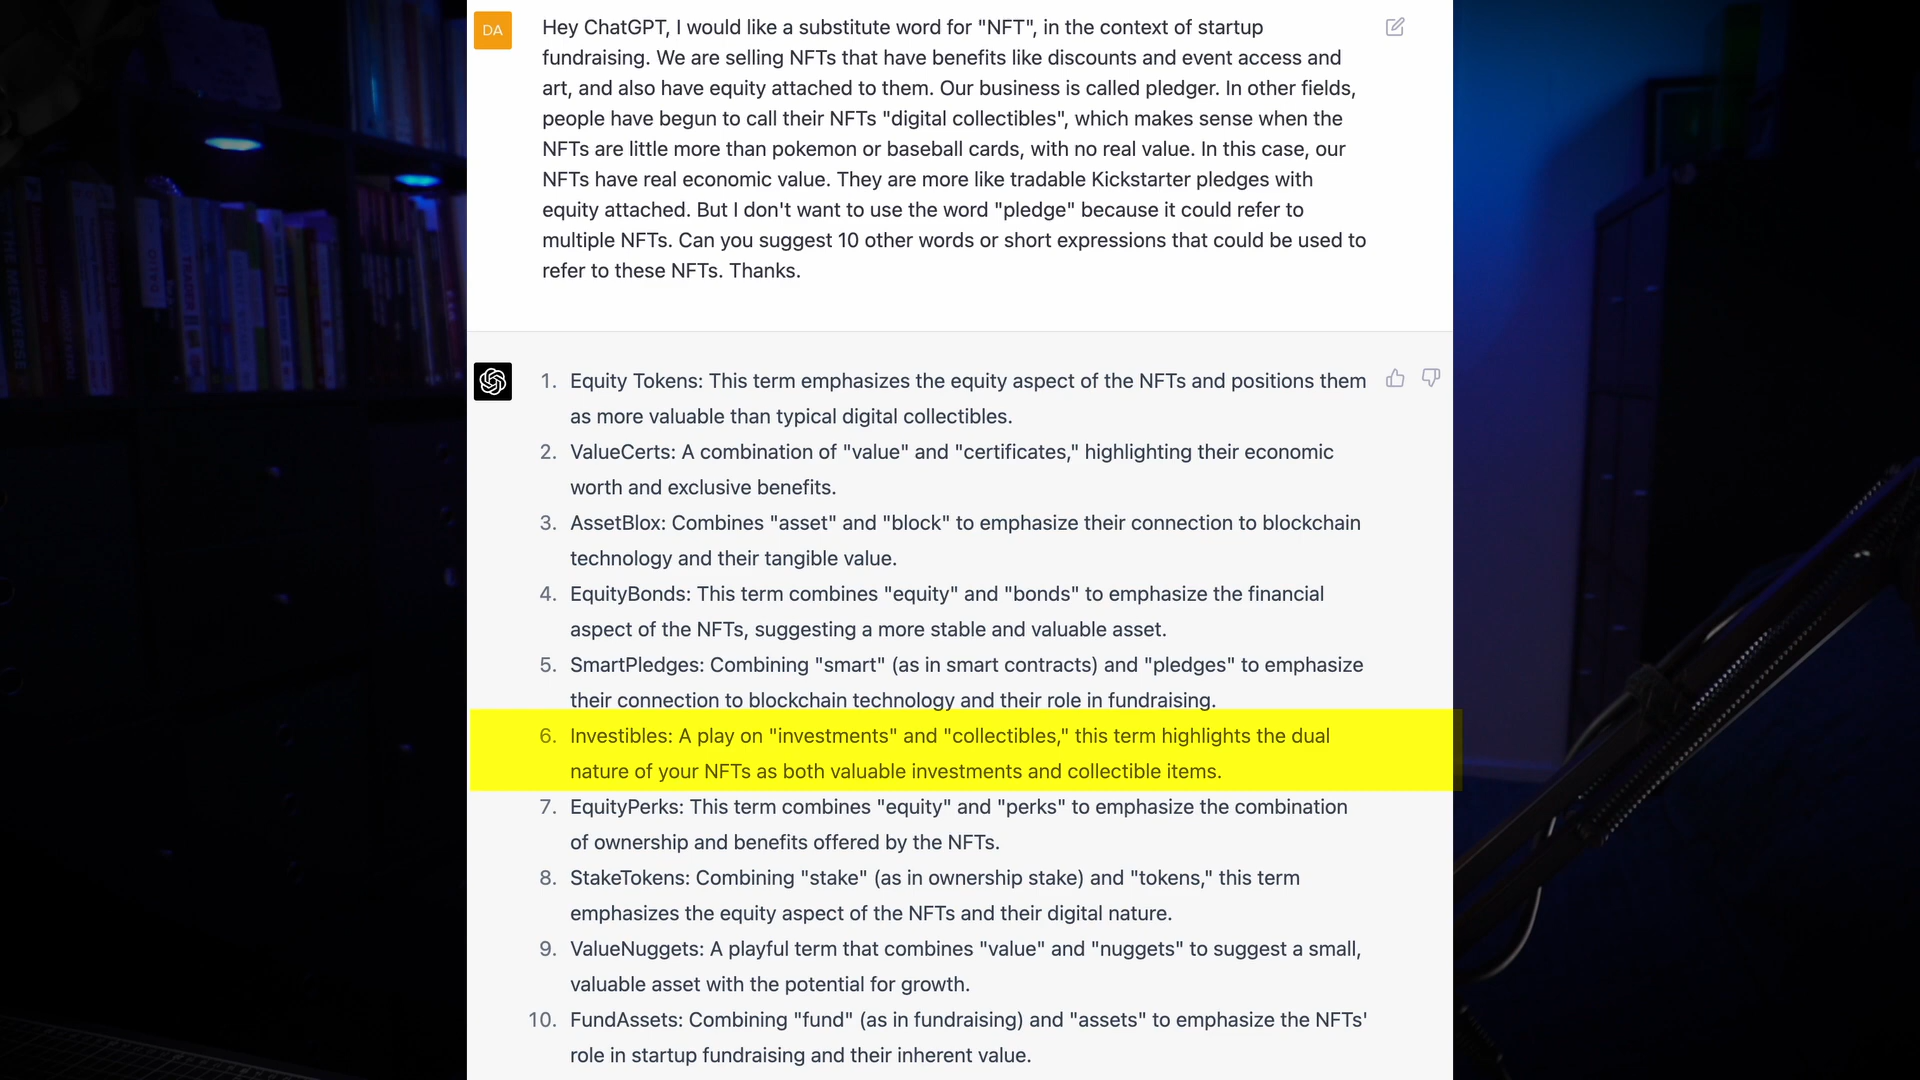 DA
Hey ChatGPT, I would like a substitute word for "NFT", in the context of startup
fundraising. We are selling NFTs that have benefits like discounts and event access and
art, and also have equity attached to them. Our business is called pledger. In other fields,
people have begun to call their NFTs "digital collectibles", which makes sense when the
NFTs are little more than pokemon or baseball cards, with no real value. In this case, our
NFTs have real economic value. They are more like tradable Kickstarter pledges with
equity attached. But I don't want to use the word "pledge" because it could refer to
multiple NFTs. Can you suggest 10 other words or short expressions that could be used to
refer to these NFTs. Thanks.
1. Equity Tokens: This term emphasizes the equity aspect of the NFTs and positions them
as more valuable than typical digital collectibles.
2. ValueCerts: A combination of "value" and "certificates," highlighting their economic
worth and exclusive benefits.
3. AssetBlox: Combines "asset" and "block" to emphasize their connection to blockchain
technology and their tangible value.
4. EquityBonds: This term combines "equity" and "bonds" to emphasize the financial
aspect of the NFTs, suggesting a more stable and valuable asset.
5. SmartPledges: Combining "smart" (as in smart contracts) and "pledges" to emphasize
their connection to blockchain technology and their role in fundraising.
6. Investibles: A play on "investments" and "collectibles," this term highlights the dual
nature of your NFTs as both valuable investments and collectible items.
7. EquityPerks: This term combines "equity" and "perks" to emphasize the combination
of ownership and benefits offered by the NFTs.
8. StakeTokens: Combining "stake" (as in ownership stake) and "tokens," this term
emphasizes the equity aspect of the NFTs and their digital nature.
9. ValueNuggets: A playful term that combines "value" and "nuggets" to suggest a small,
valuable asset with the potential for growth.
10. FundAssets: Combining "fund" (as in fundraising) and "assets" to emphasize the NFTs'
role in startup fundraising and their inherent value.
THE METAVERSE